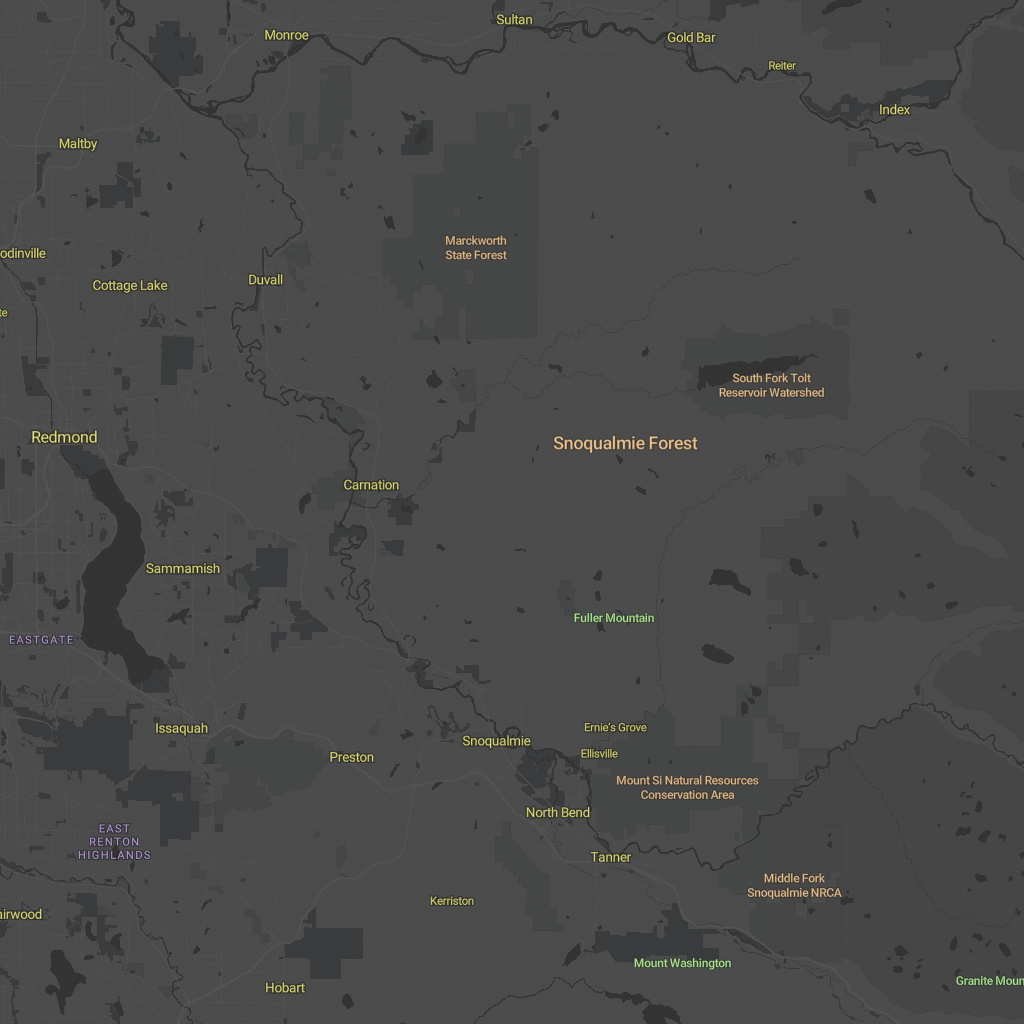 Sultan
Monroe
Gold Bar
Reiter
Index
Maltby
Marckworth
State Forest
odinville
Duvall
Cottage Lake
te
South Fork Tolt
Reservoir Watershed
Redmond
Snoqualmie Forest
Carnation
Sammamish
Fuller Mountain
EASTGATE
Issaquah
Ernie's Grove
Snoqualmie
Ellisville
Preston
Mount Si Natural Resources
Conservation Area
North Bend
EAST
RENTON
HIGHLANDS
Tanner
Middle Fork
Snoqualmie NRCA
Kerriston
airwood
Mount Washington
Granite Moun
Hobart